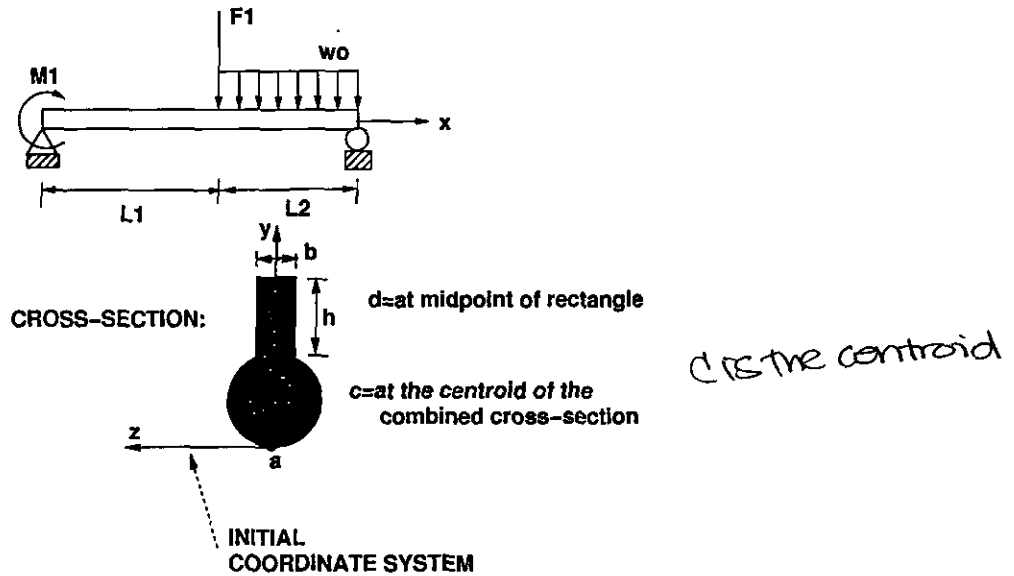 F1
wo
M1
x
L1
L2
y
b
d=at midpoint of rectangle
CROSS-SECTION:
h
c=at the centroid of the
combined cross-section
C is the centroid
z
a
INITIAL
COORDINATE SYSTEM